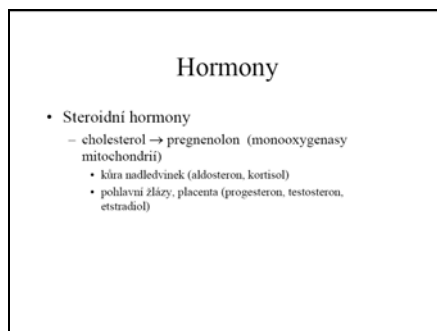 Hormony
• Steroidní hormony
– cholesterol → pregnenolon (monooxygenasy
mitochondrií)
• kůra nadledvinek (aldosteron, kortisol)
• pohlavní žlázy, placenta (progesteron, testosteron,
etstradiol)